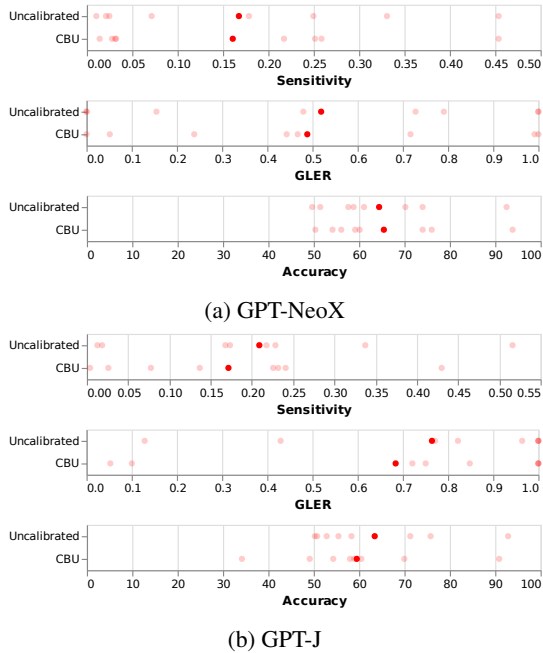 Uncalibrated
CBU
0.00 0.05 0.10 0.15 0.20 0.25 0.30 0.35 0.40 0.45 0.50
Sensitivity
Uncalibrated
CBU
0.0 0.1 0.2 0.3 0.4 0.5 0.6 0.7 0.8 0.9 1.0
GLER
Uncalibrated
CBU
0 10 20 30 40 50 60 70 80 90 100
Accuracy
(a) GPT-NeoX
Uncalibrated
CBU
0.00 0.05 0.10 0.15 0.20 0.25 0.30 0.35 0.40 0.45 0.50 0.55
Sensitivity
Uncalibrated
CBU
0.0 0.1 0.2 0.3 0.4 0.5 0.6 0.7 0.8 0.9 1.0
GLER
Uncalibrated
CBU
0 10 20 30 40 50 60 70 80 90 100
Accuracy
(b) GPT-J